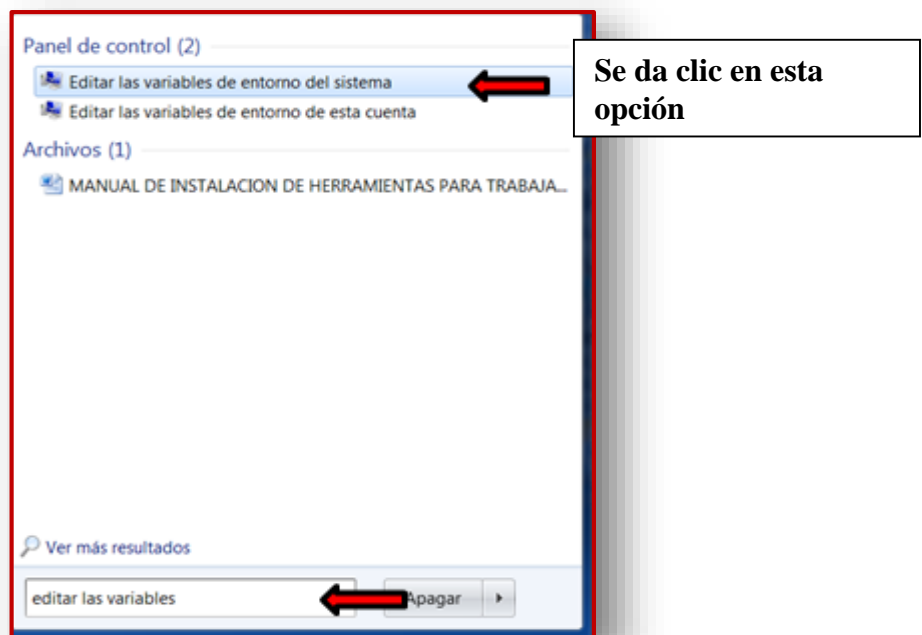 Panel de control (2)
Editar las variables de entorno del sistema
Editar las variables de entorno de esta cuenta
Archivos (1)
MANUAL DE INSTALACION DE HERRAMIENTAS PARA TRABAJA...
Se da clic en esta
opción
Ver más resultados
editar las variables
Apagar